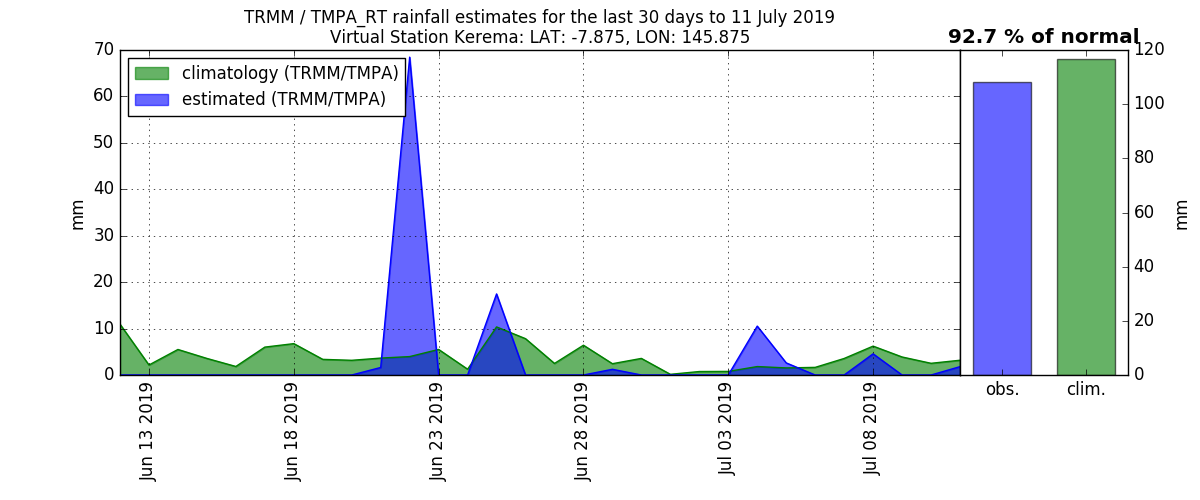 TRMM / TMPA_RT rainfall estimates for the last 30 days to 11 July 2019
Virtual Station Kerema: LAT: -7.875, LON: 145.875
92.7 % of normal
climatology (TRMM/TMPA)
estimated (TRMM/TMPA)
70
60
50
40
30
20
10
0
mm
Jun 13 2019
Jun 18 2019
Jun 23 2019
Jun 28 2019
Jul 03 2019
Jul 08 2019
obs.
clim.
120
100
80
60
40
20
0
mm